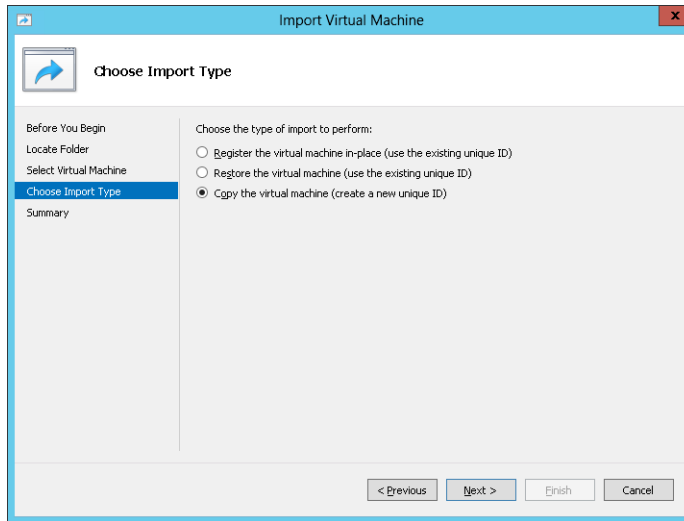 Import Virtual Machine
x
Choose Import Type
Before You Begin
Locate Folder
Select Virtual Machine
Choose Import Type
Summary
Choose the type of import to perform:
Register the virtual machine in-place (use the existing unique ID)
Restore the virtual machine (use the existing unique ID)
Copy the virtual machine (create a new unique ID)
< Previous
Next >
Finish
Cancel